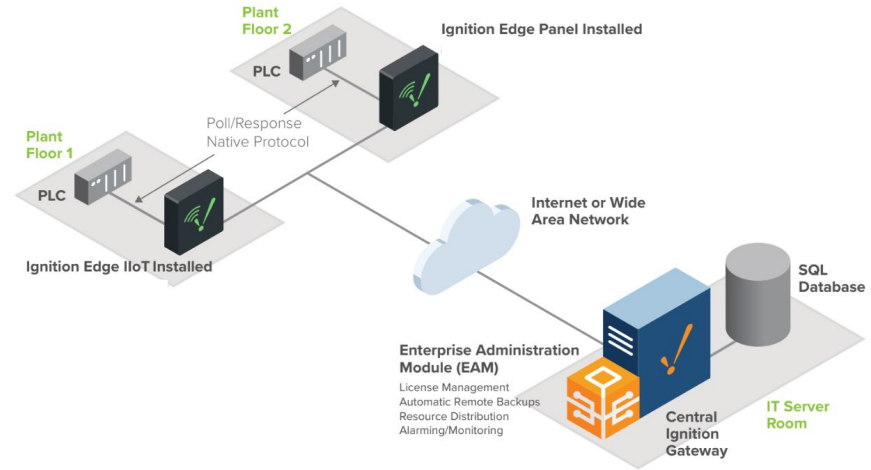 Plant
Floor 2
Ignition Edge Panel Installed
PLC
Poll/Response
Native Protocol
Plant
Floor 1
PLC
Ignition Edge IIoT Installed
Internet or Wide
Area Network
SQL
Database
Enterprise Administration
Module (EAM)
License Management
Automatic Remote Backups
Resource Distribution
Alarming/Monitoring
Central
Ignition
Gateway
IT Server
Room